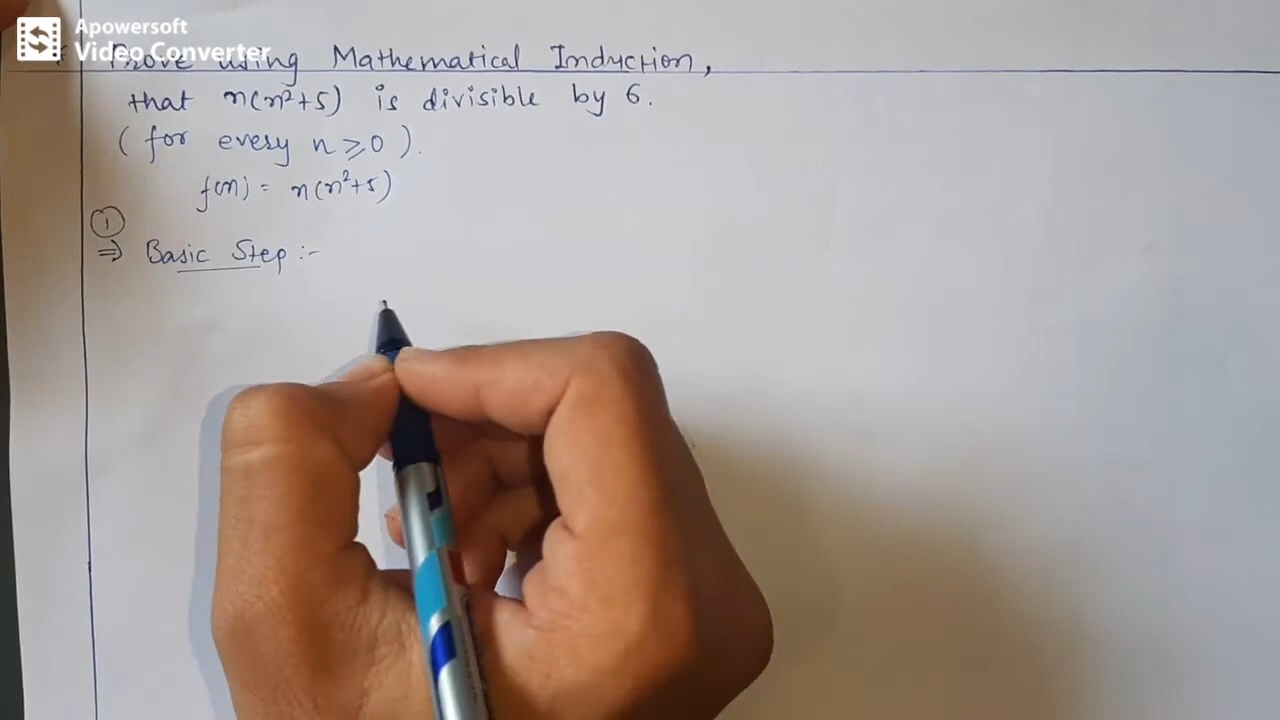 Apowersoft
Video Converter
* Prove using Mathematical Induction,
that n(n²+5) is divisible by 6.
(for every n ≥ 0).
f(n) = n(n²+5)
①
⇒ Basic Step :-